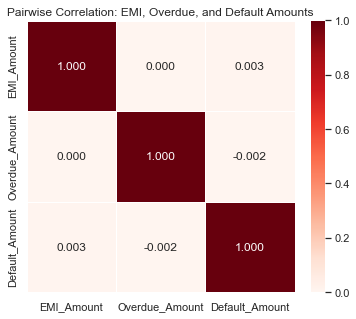 Pairwise Correlation: EMI, Overdue, and Default Amounts
EMI_Amount
1.000 0.000 0.003
Overdue_Amount
0.000 1.000 -0.002
Default_Amount
0.003 -0.002 1.000
EMI_Amount Overdue_Amount Default_Amount
1.0
0.8
0.6
0.4
0.2
0.0